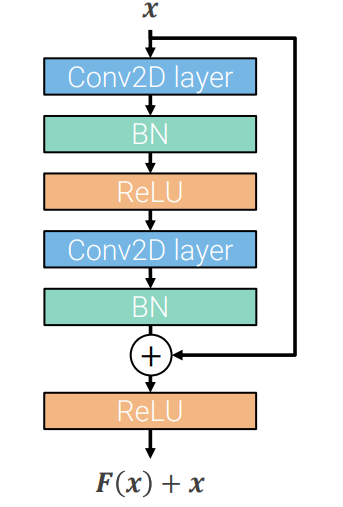 x
Conv2D layer
BN
ReLU
Conv2D layer
BN
+
ReLU
F(x) + x